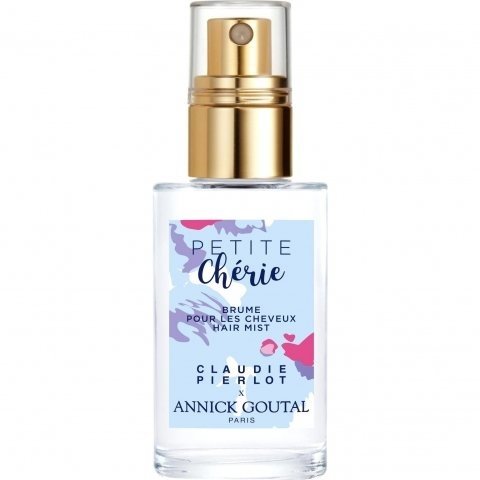 PETITE
Chérie
BRUME
POUR LES CHEVEUX
HAIR MIST
CLAUDIE
PIERLOT
x
ANNICK GOUTAL
PARIS